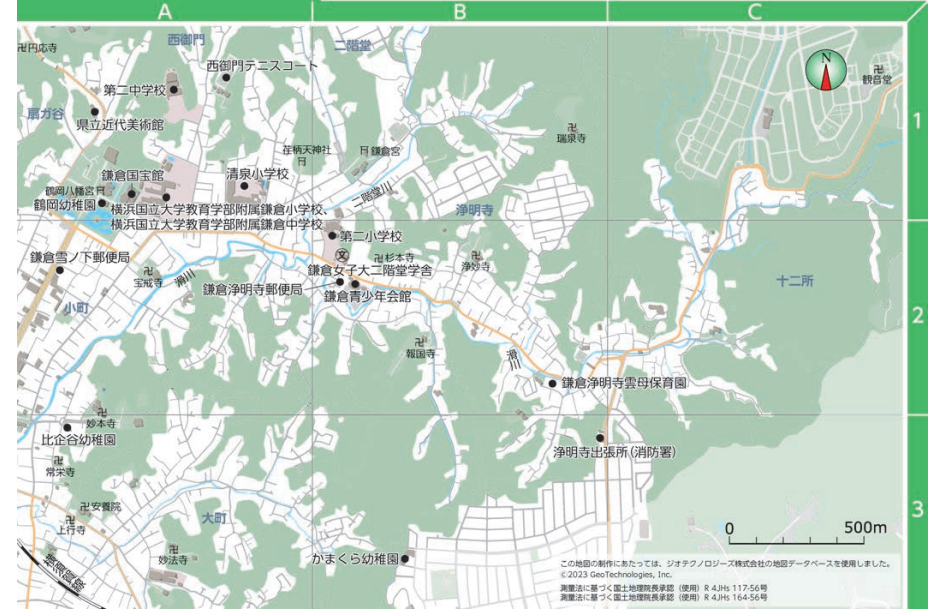 A
B
C
西御門
二階堂
卍円応寺
西御門テニスコート
N
観音堂
第二中学校
扇ガ谷
1
県立近代美術館
瑞泉寺
荏柄天神社
鎌倉宮
鎌倉国宝館
清泉小学校
鶴岡八幡宮
鶴岡幼稚園
二階堂川
横浜国立大学教育学部附属鎌倉小学校、
横浜国立大学教育学部附属鎌倉中学校
浄明寺
第二小学校
文
杉本寺
鎌倉雪ノ下郵便局
宝戒寺
滑川
鎌倉女子大二階堂学舎
浄妙寺
十二所
鎌倉浄明寺郵便局
鎌倉青少年会館
小町
2
報国寺
滑川
鎌倉浄明寺雲母保育園
妙本寺
比企谷幼稚園
浄明寺出張所(消防署)
常栄寺
卍安養院
上行寺
大町
3
0 500m
妙法寺
かまくら幼稚園
横須賀線
この地図の制作にあたっては、ジオテクノロジーズ株式会社の地図データベースを使用しました。
©2023 GeoTechnologies, Inc.
測量法に基づく国土地理院長承認(使用)R 4JHs 117-56号
測量法に基づく国土地理院長承認(使用)R 4JHs 164-56号